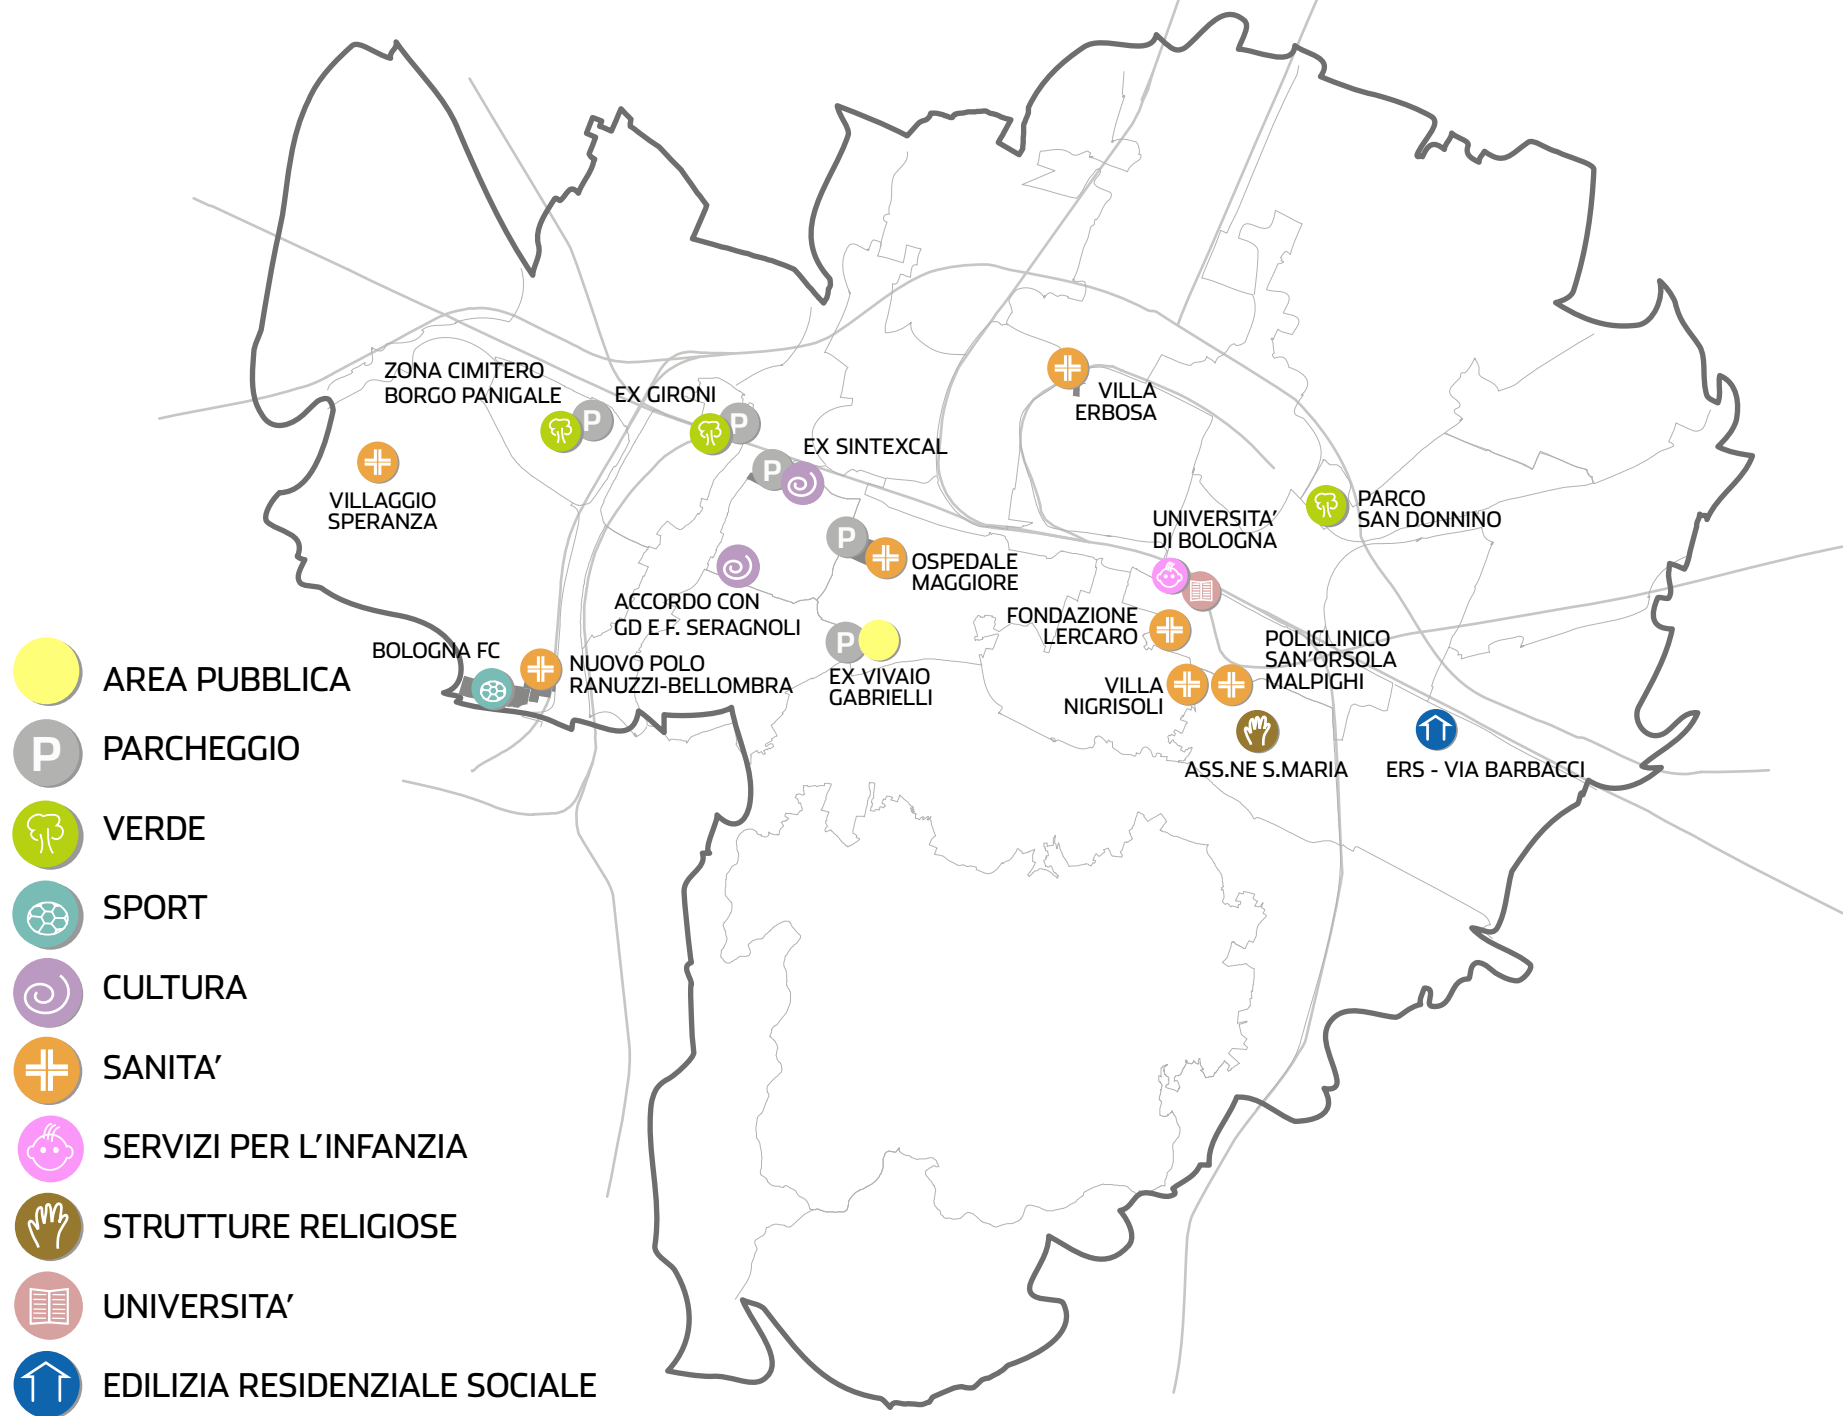 ZONA CIMITERO
BORGO PANIGALE
EX GIRONI
P
P
VILLA
ERBOSA
EX SINTEXCAL
P
VILLAGGIO
SPERANZA
PARCO
SAN DONNINO
UNIVERSITA’
DI BOLOGNA
P
OSPEDALE
MAGGIORE
ACCORDO CON
GD E F. SERAGNOLI
FONDAZIONE
LERCARO
BOLOGNA FC
NUOVO POLO
RANUZZI-BELLOMBRA
P
EX VIVAIO
GABRIELLI
POLICLINICO
SAN’ORSOLA
MALPIGHI
VILLA
NIGRISOLI
ASS.NE S.MARIA
ERS - VIA BARBACCI
AREA PUBBLICA
P PARCHEGGIO
VERDE
SPORT
CULTURA
SANITA’
SERVIZI PER L’INFANZIA
STRUTTURE RELIGIOSE
UNIVERSITA’
EDILIZIA RESIDENZIALE SOCIALE